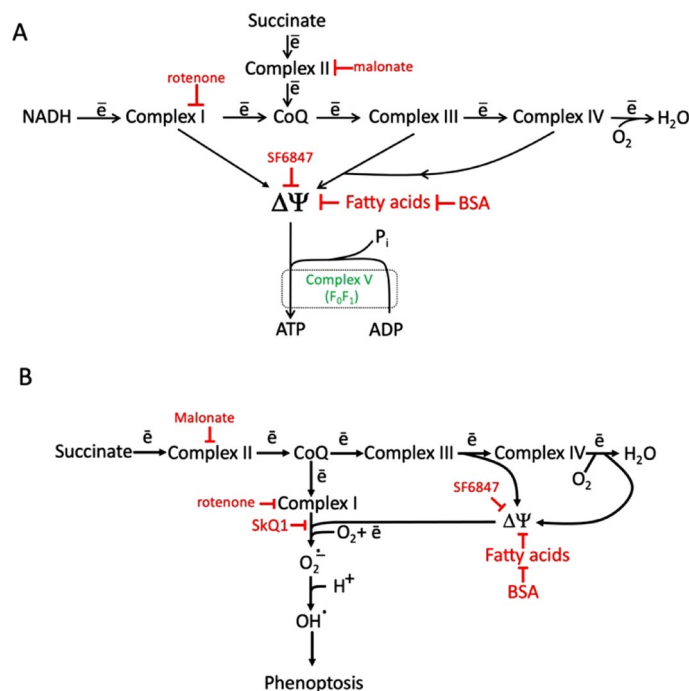 A
Succinate
ē
Complex II
malonate
rotenone
ē
NADH
ē
Complex I
ē
CoQ
ē
Complex III
ē
Complex IV
ē
H₂O
O₂
SF6847
ΔΨ
Fatty acids
BSA
Pᵢ
Complex V
(F₀F₁)
ATP
ADP
B
Malonate
Succinate
ē
Complex II
ē
CoQ
ē
Complex III
ē
Complex IV
ē
H₂O
O₂
ē
SF6847
rotenone
Complex I
SkQ1
ΔΨ
O₂+ ē
Fatty acids
O₂∸
H⁺
BSA
OH˙
Phenoptosis